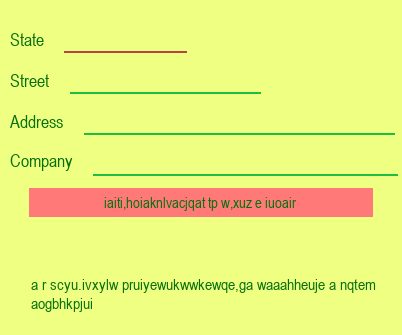 State
Street
Address
Company
iaiti,hoiaknlvacjqat tp w,xuz e iuoair
a r scyu.ivxylw pruiyewukwwkewqe,ga waaahheuje a nqtem
aogbhkpjui